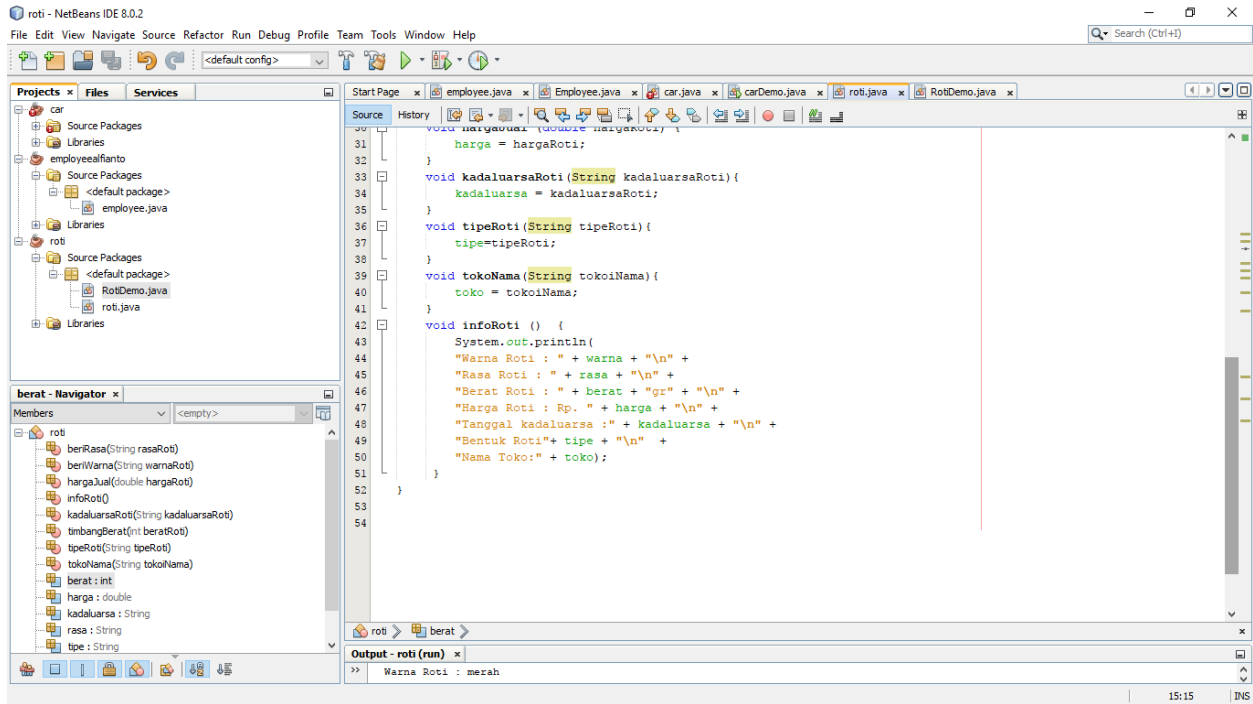 roti - NetBeans IDE 8.0.2
File Edit View Navigate Source Refactor Run Debug Profile Team Tools Window Help
Search (Ctrl+I)
<default config>
Projects Files Services
Start Page employee.java Employee.java car.java carDemo.java roti.java RotiDemo.java
Source History
car
Source Packages
Libraries
employeealfianto
Source Packages
<default package>
employee.java
Libraries
roti
Source Packages
<default package>
RotiDemo.java
roti.java
Libraries
berat - Navigator
Members <empty>
roti
beriRasa(String rasaRoti)
beriWarna(String warnaRoti)
hargaJual(double hargaRoti)
infoRoti()
kadaluarsaRoti(String kadaluarsaRoti)
timbangBerat(int beratRoti)
tipeRoti(String tipeRoti)
tokoNama(String tokoiNama)
berat : int
harga : double
kadaluarsa : String
rasa : String
tipe : String
30 void hargaJual (double hargaRoti) {
31 harga = hargaRoti;
32 }
33 void kadaluarsaRoti(String kadaluarsaRoti){
34 kadaluarsa = kadaluarsaRoti;
35 }
36 void tipeRoti(String tipeRoti){
37 tipe=tipeRoti;
38 }
39 void tokoNama(String tokoiNama){
40 toko = tokoiNama;
41 }
42 void infoRoti () {
43 System.out.println(
44 "Warna Roti : " + warna + "\n" +
45 "Rasa Roti : " + rasa + "\n" +
46 "Berat Roti : " + berat + "gr" + "\n" +
47 "Harga Roti : Rp. " + harga + "\n" +
48 "Tanggal kadaluarsa :" + kadaluarsa + "\n" +
49 "Bentuk Roti"+ tipe + "\n" +
50 "Nama Toko:" + toko);
51 }
52 }
53
54
roti berat
Output - roti (run)
Warna Roti : merah
15:15 INS